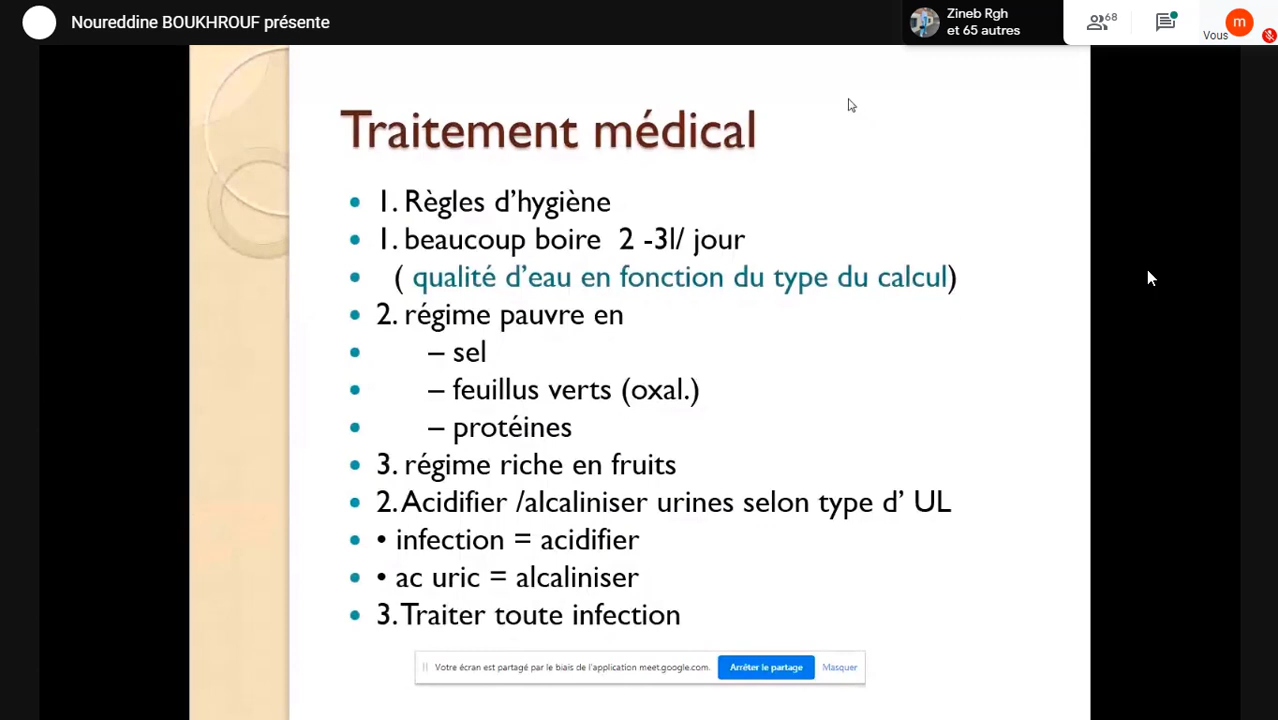 Noureddine BOUKHROUF présente
Zineb Rgh
et 65 autres
68
m
Vous
Traitement médical
• 1. Règles d’hygiène
• 1. beaucoup boire 2 -3l/ jour
• ( qualité d’eau en fonction du type du calcul)
• 2. régime pauvre en
• – sel
• – feuillus verts (oxal.)
• – protéines
• 3. régime riche en fruits
• 2. Acidifier /alcaliniser urines selon type d’ UL
• • infection = acidifier
• • ac uric = alcaliniser
• 3. Traiter toute infection
Votre écran est partagé par le biais de l'application meet.google.com. Arrêter le partage Masquer